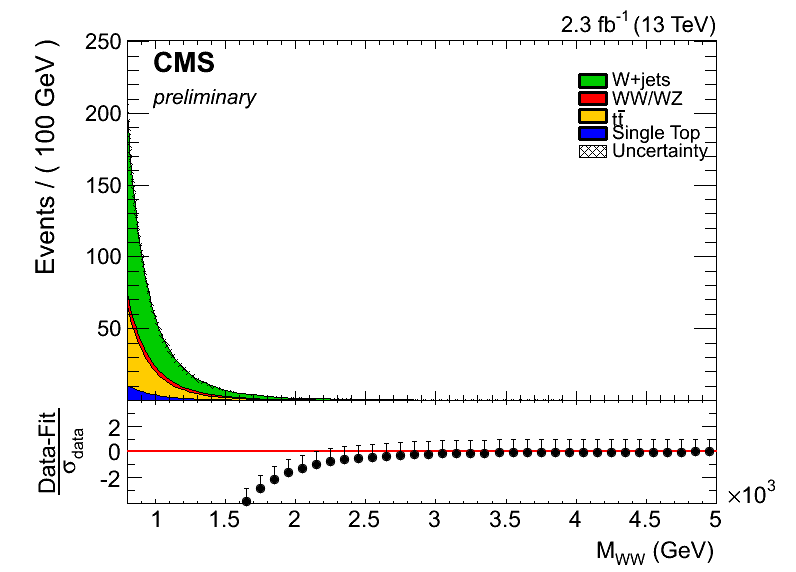 2.3 fb⁻¹ (13 TeV)
CMS
preliminary
W+jets
WW/WZ
tt̅
Single Top
Uncertainty
Events / ( 100 GeV )
250
200
150
100
50
Data-Fit
σdata
2
0
-2
1 1.5 2 2.5 3 3.5 4 4.5 5
×10³
MWW (GeV)